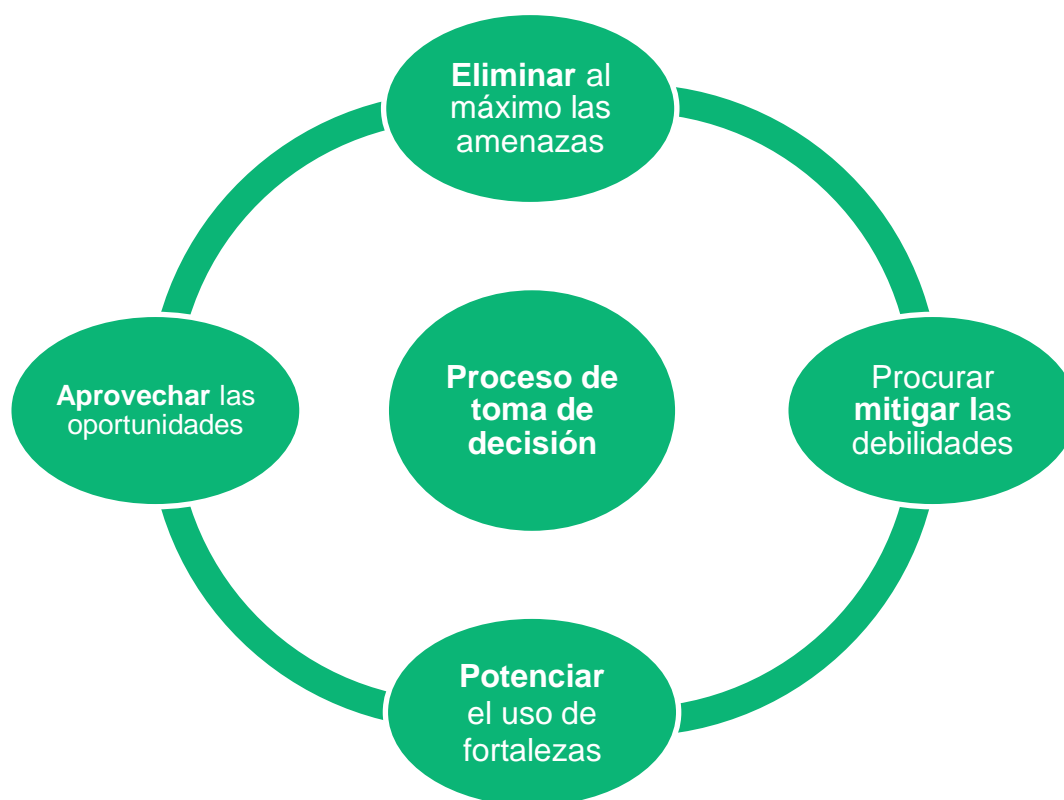 Eliminar al
máximo las
amenazas
Aprovechar las
oportunidades
Proceso de
toma de
decisión
Procurar
mitigar las
debilidades
Potenciar
el uso de
fortalezas